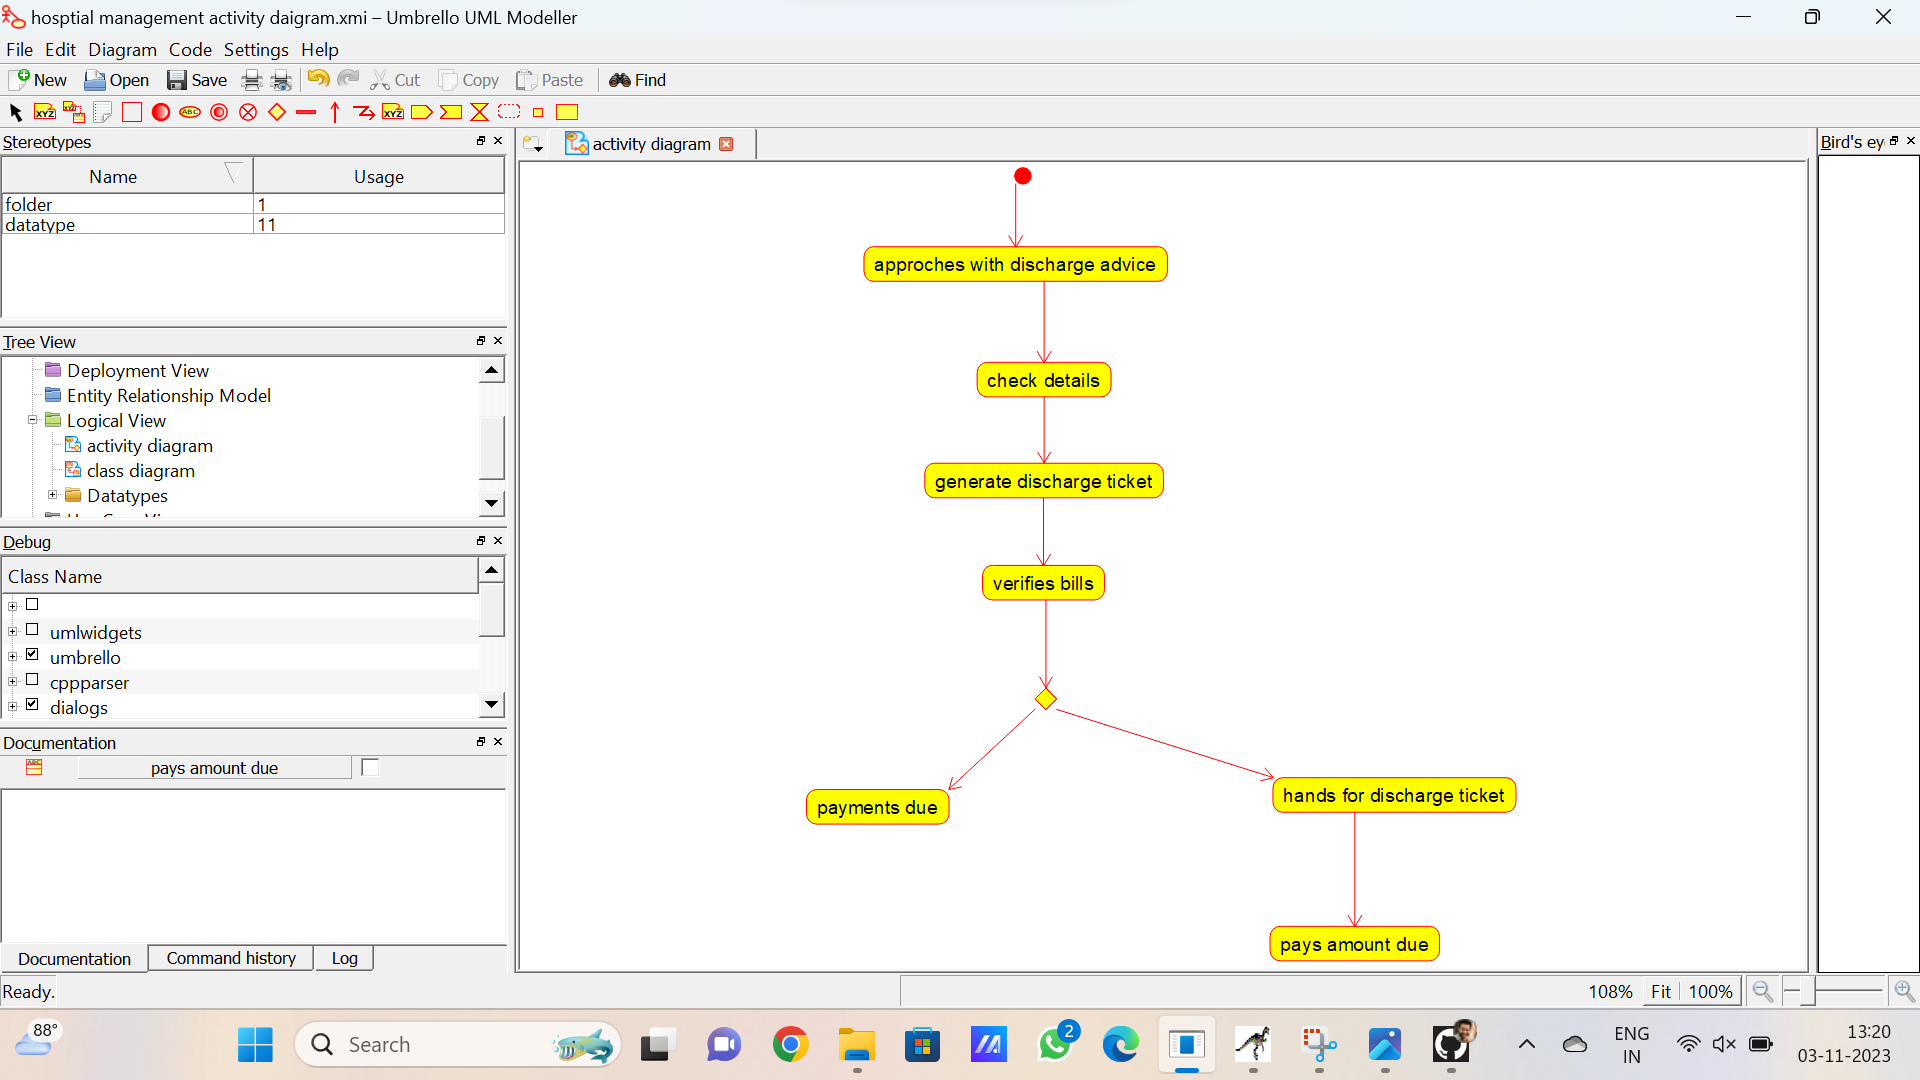 hosptial management activity daigram.xmi – Umbrello UML Modeller
File Edit Diagram Code Settings Help
New Open Save Cut Copy Paste Find
XYZ XYZ ABC XYZ
Stereotypes
Name Usage
folder 1
datatype 11
Tree View
Deployment View
Entity Relationship Model
Logical View
activity diagram
class diagram
Datatypes
Debug
Class Name
umlwidgets
umbrello
cppparser
dialogs
Documentation
ABC
pays amount due
Documentation Command history Log
Ready.
activity diagram
approches with discharge advice
check details
generate discharge ticket
verifies bills
payments due
hands for discharge ticket
pays amount due
Bird's ey
108% Fit 100%
88°
Search
2
ENG
IN
13:20
03-11-2023